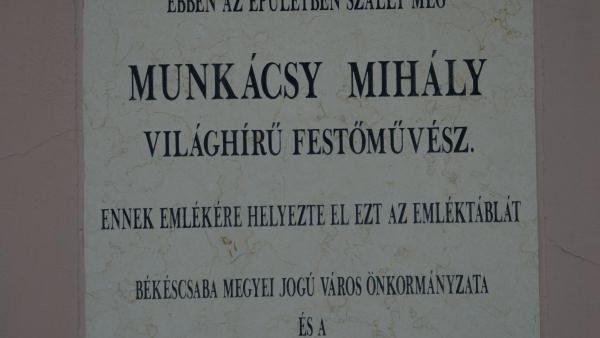 EBBEN AZ ÉPÜLETBEN SZÁLLT MEG
MUNKÁCSY MIHÁLY
VILÁGHÍRŰ FESTŐMŰVÉSZ.
ENNEK EMLÉKÉRE HELYEZTE EL EZT AZ EMLÉKTÁBLÁT
BÉKÉSCSABA MEGYEI JOGÚ VÁROS ÖNKORMÁNYZATA
ÉS A